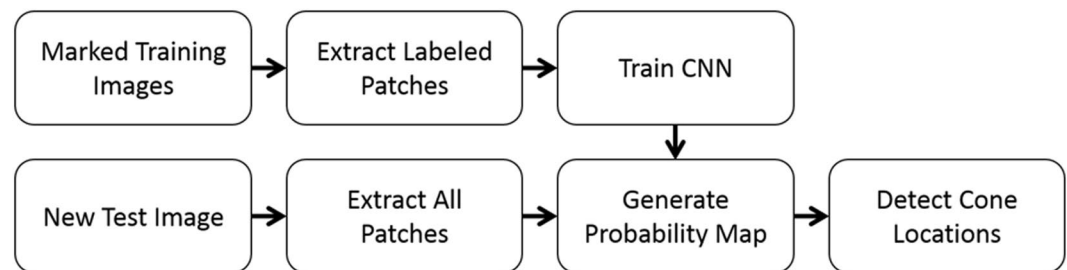 Marked Training
Images
Extract Labeled
Patches
Train CNN
New Test Image
Extract All
Patches
Generate
Probability Map
Detect Cone
Locations